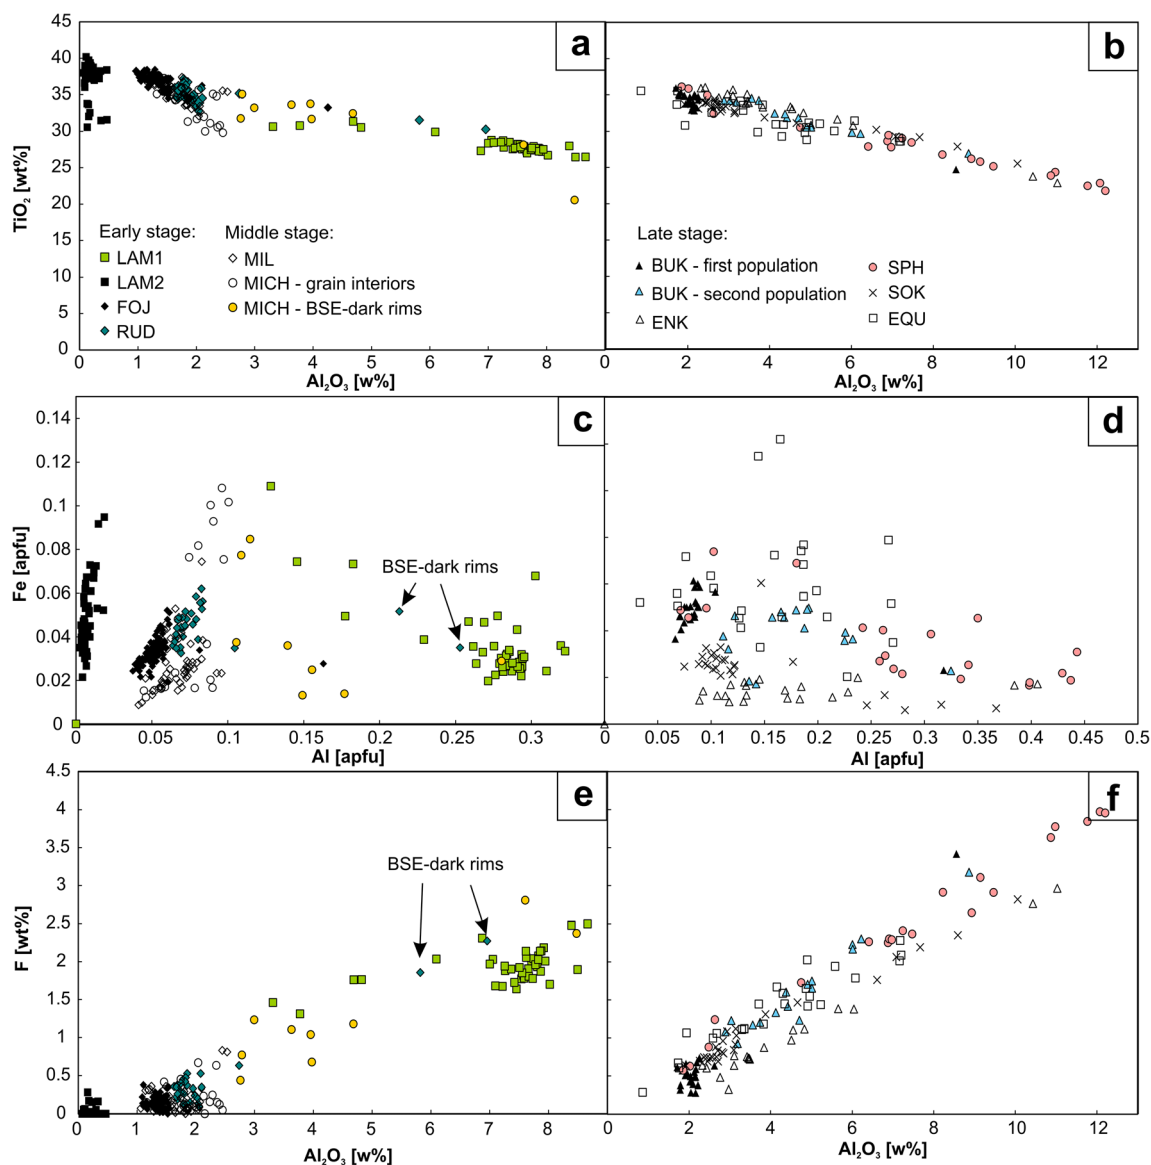 a
45
40
35
30
25
20
15
10
5
0
TiO2 [wt%]
0 1 2 3 4 5 6 7 8
Al2O3 [w%]
Early stage:
LAM1
LAM2
FOJ
RUD
Middle stage:
MIL
MICH - grain interiors
MICH - BSE-dark rims
b
Late stage:
BUK - first population
BUK - second population
ENK
SPH
SOK
EQU
0 2 4 6 8 10 12
Al2O3 [w%]
c
0.14
0.12
0.1
0.08
0.06
0.04
0.02
0
Fe [apfu]
BSE-dark rims
0 0.05 0.1 0.15 0.2 0.25 0.3
Al [apfu]
d
0 0.05 0.1 0.15 0.2 0.25 0.3 0.35 0.4 0.45 0.5
Al [apfu]
e
4.5
4
3.5
3
2.5
2
1.5
1
0.5
0
F [wt%]
BSE-dark rims
0 1 2 3 4 5 6 7 8
Al2O3 [w%]
f
0 2 4 6 8 10 12
Al2O3 [w%]